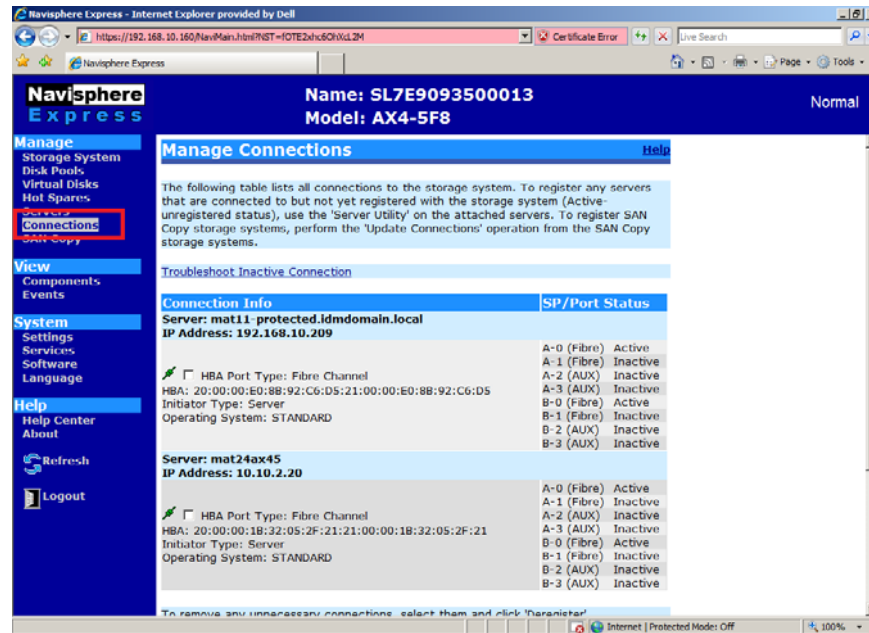 Navisphere Express - Internet Explorer provided by Dell
https://192.168.10.160/NaviMain.html?NST=fOTE2xhc6OhXcL2M
Certificate Error
Live Search
Navisphere Express
Page
Tools
Navisphere
Express
Name: SL7E9093500013
Model: AX4-5F8
Normal
Manage
Storage System
Disk Pools
Virtual Disks
Hot Spares
Servers
Connections
SAN Copy
View
Components
Events
System
Settings
Services
Software
Language
Help
Help Center
About
Refresh
Logout
Manage Connections
Help
The following table lists all connections to the storage system. To register any servers
that are connected to but not yet registered with the storage system (Active-
unregistered status), use the 'Server Utility' on the attached servers. To register SAN
Copy storage systems, perform the 'Update Connections' operation from the SAN Copy
storage systems.
Troubleshoot Inactive Connection
Connection Info SP/Port Status
Server: mat11-protected.idmdomain.local
IP Address: 192.168.10.209
HBA Port Type: Fibre Channel
HBA: 20:00:00:E0:8B:92:C6:D5:21:00:00:E0:8B:92:C6:D5
Initiator Type: Server
Operating System: STANDARD
A-0 (Fibre) Active
A-1 (Fibre) Inactive
A-2 (AUX) Inactive
A-3 (AUX) Inactive
B-0 (Fibre) Active
B-1 (Fibre) Inactive
B-2 (AUX) Inactive
B-3 (AUX) Inactive
Server: mat24ax45
IP Address: 10.10.2.20
HBA Port Type: Fibre Channel
HBA: 20:00:00:1B:32:05:2F:21:21:00:00:1B:32:05:2F:21
Initiator Type: Server
Operating System: STANDARD
A-0 (Fibre) Active
A-1 (Fibre) Inactive
A-2 (AUX) Inactive
A-3 (AUX) Inactive
B-0 (Fibre) Active
B-1 (Fibre) Inactive
B-2 (AUX) Inactive
B-3 (AUX) Inactive
To remove any unnecessary connections, select them and click 'Deregister'
Internet | Protected Mode: Off
100%